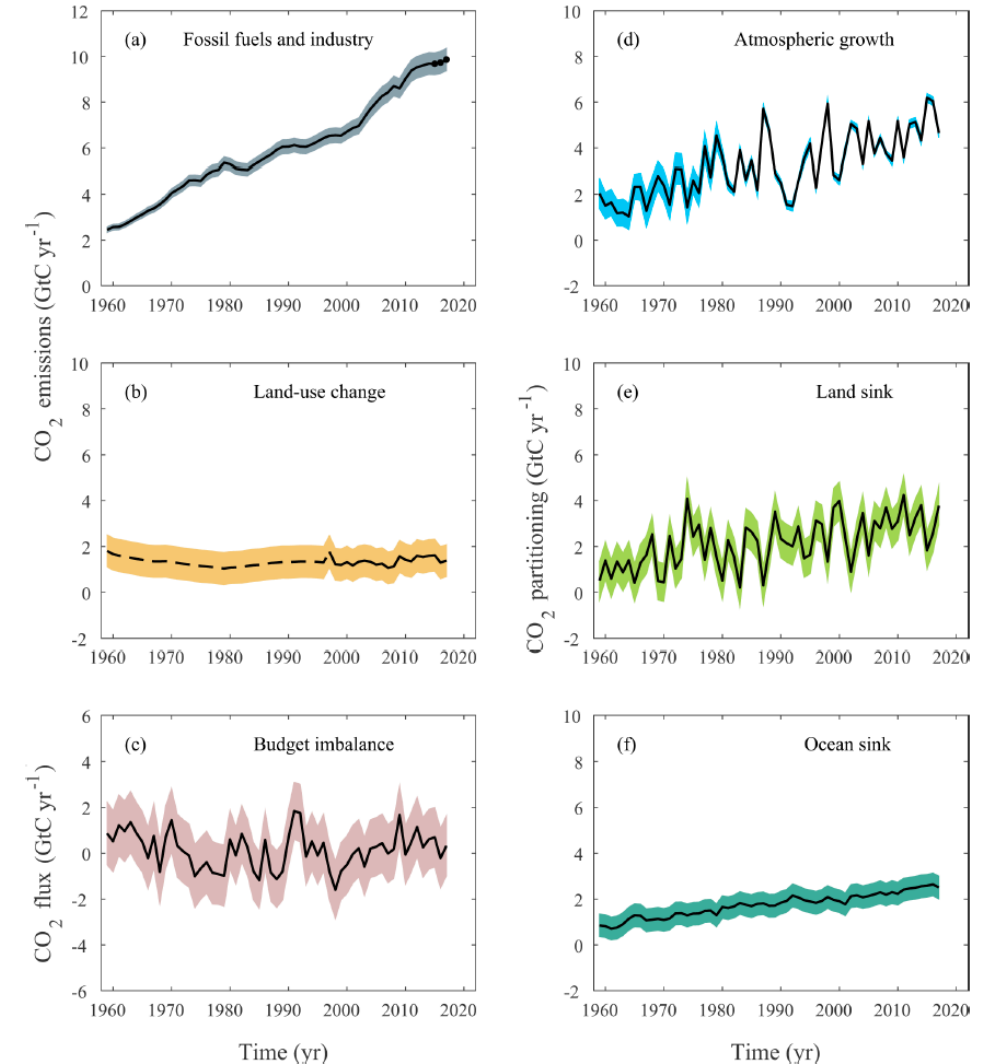 (a) Fossil fuels and industry
12
10
8
6
4
2
0
1960 1970 1980 1990 2000 2010 2020
(d) Atmospheric growth
10
8
6
4
2
0
-2
1960 1970 1980 1990 2000 2010 2020
CO2 emissions (GtC yr-1)
(b) Land-use change
10
8
6
4
2
0
-2
1960 1970 1980 1990 2000 2010 2020
CO2 partitioning (GtC yr-1)
(e) Land sink
10
8
6
4
2
0
-2
1960 1970 1980 1990 2000 2010 2020
CO2 flux (GtC yr-1)
(c) Budget imbalance
6
4
2
0
-2
-4
-6
1960 1970 1980 1990 2000 2010 2020
Time (yr)
(f) Ocean sink
10
8
6
4
2
0
-2
1960 1970 1980 1990 2000 2010 2020
Time (yr)